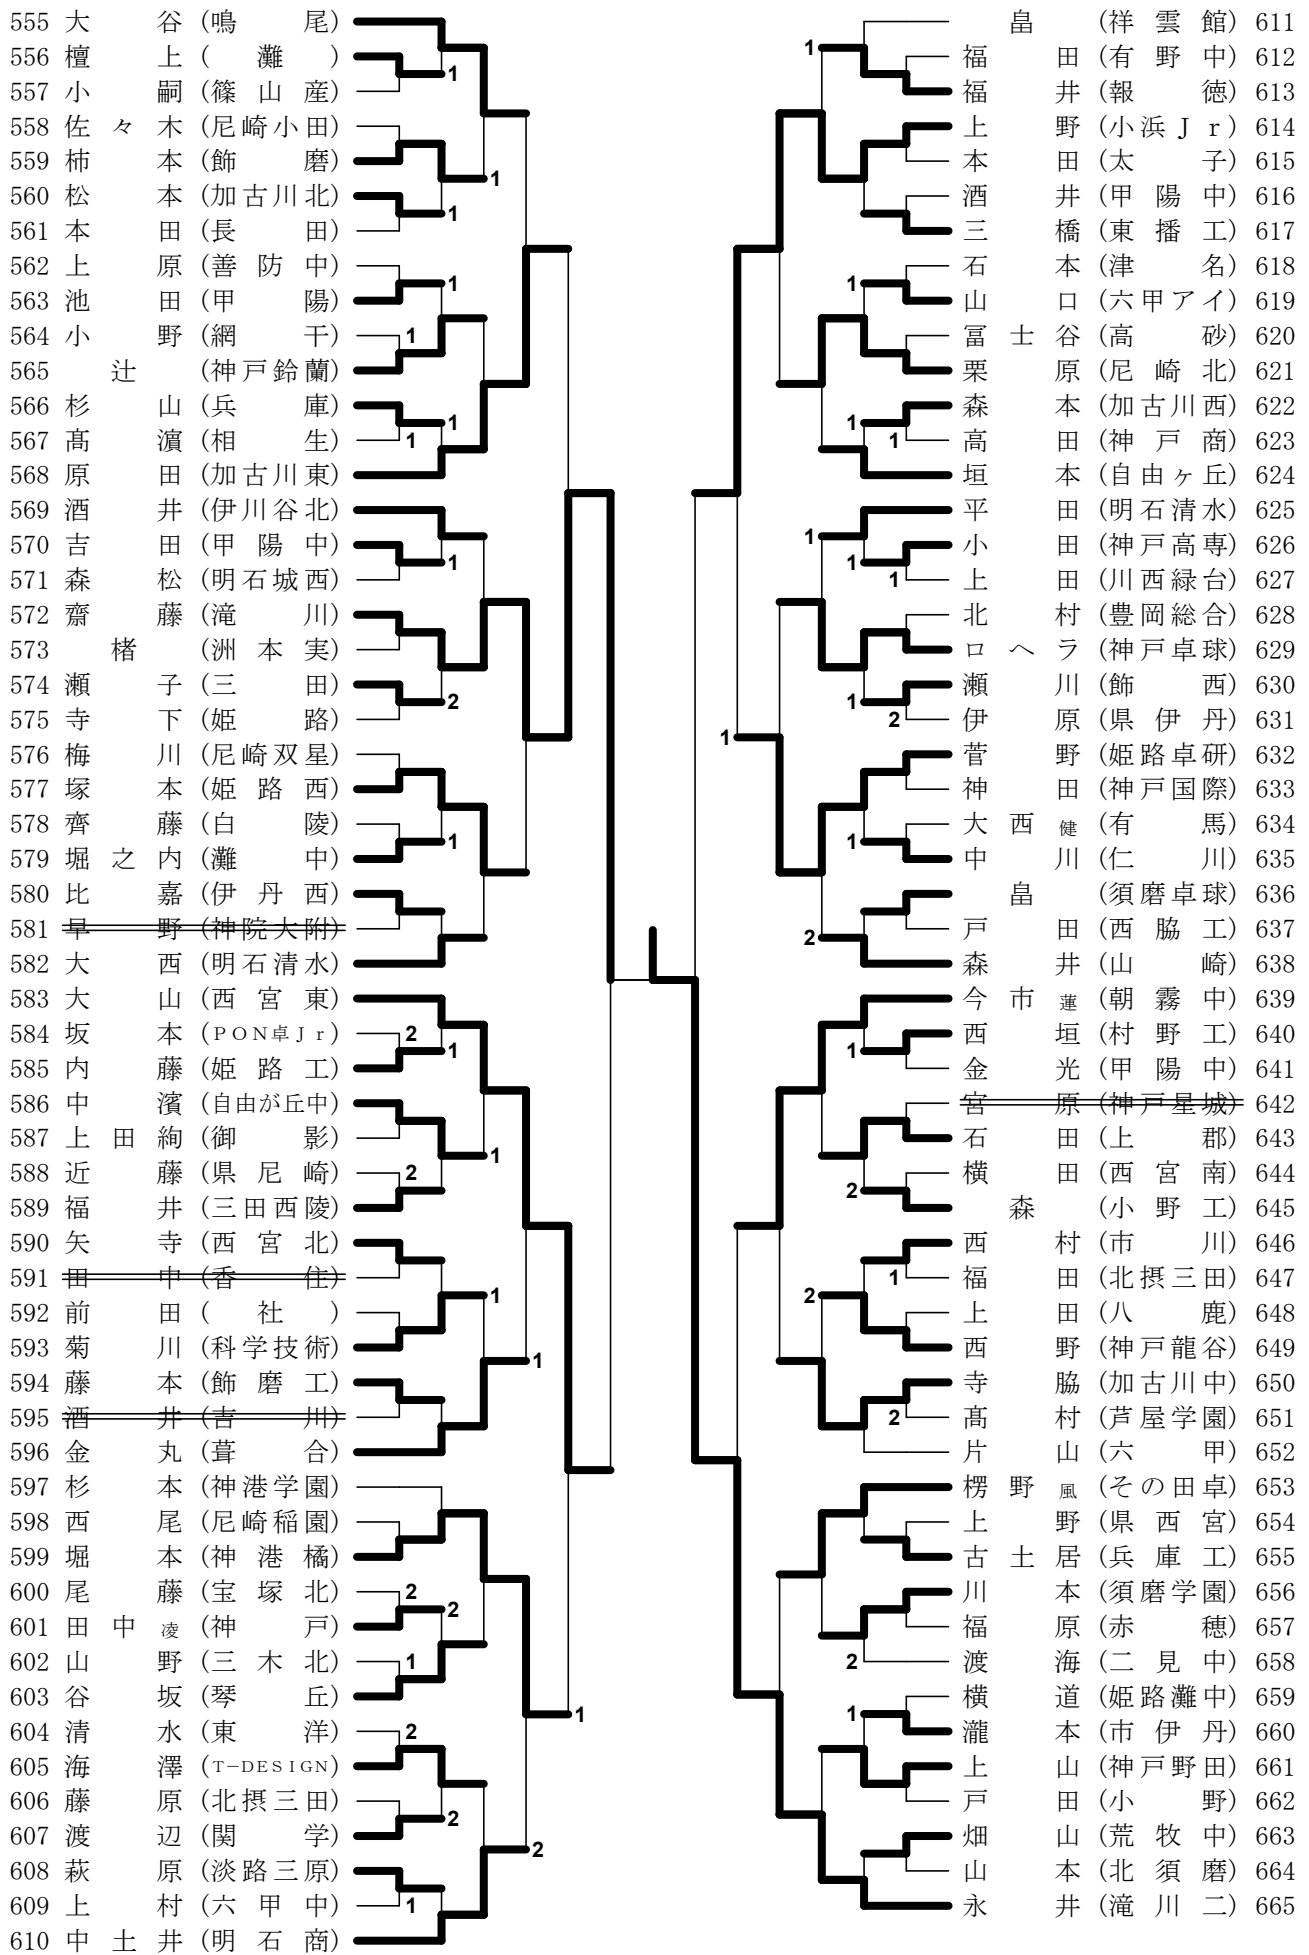 555 大谷 (鳴尾)
556 檀上 (灘)
557 小嗣 (篠山産)
558 佐々木 (尼崎小田)
559 柿本 (飾磨)
560 松本 (加古川北)
561 本田 (長田)
562 上原 (善防中)
563 池田 (甲陽)
564 小野 (網干)
565 辻 (神戸鈴蘭)
566 杉山 (兵庫)
567 髙濵 (相生)
568 原田 (加古川東)
569 酒井 (伊川谷北)
570 吉田 (甲陽中)
571 森松 (明石城西)
572 齋藤 (滝川)
573 楮 (洲本実)
574 瀬子 (三田)
575 寺下 (姫路)
576 梅川 (尼崎双星)
577 塚本 (姫路西)
578 齊藤 (白陵)
579 堀之内 (灘中)
580 比嘉 (伊丹西)
581 早野 (神院大附)
582 大西 (明石清水)
583 大山 (西宮東)
584 坂本 (PON卓Jr)
585 内藤 (姫路工)
586 中濱 (自由が丘中)
587 上田絢 (御影)
588 近藤 (県尼崎)
589 福井 (三田西陵)
590 矢寺 (西宮北)
591 田中 (香住)
592 前田 (社)
593 菊川 (科学技術)
594 藤本 (飾磨工)
595 酒井 (吉川)
596 金丸 (葺合)
597 杉本 (神港学園)
598 西尾 (尼崎稲園)
599 堀本 (神港橘)
600 尾藤 (宝塚北)
601 田中凌 (神戸)
602 山野 (三木北)
603 谷坂 (琴丘)
604 清水 (東洋)
605 海澤 (T-DESIGN)
606 藤原 (北摂三田)
607 渡辺 (関学)
608 萩原 (淡路三原)
609 上村 (六甲中)
610 中土井 (明石商)
畠 (祥雲館) 611
福田 (有野中) 612
福井 (報徳) 613
上野 (小浜Jr) 614
本田 (太子) 615
酒井 (甲陽中) 616
三橋 (東播工) 617
石本 (津名) 618
山口 (六甲アイ) 619
冨士谷 (高砂) 620
栗原 (尼崎北) 621
森本 (加古川西) 622
高田 (神戸商) 623
垣本 (自由ヶ丘) 624
平田 (明石清水) 625
小田 (神戸高専) 626
上田 (川西緑台) 627
北村 (豊岡総合) 628
ロヘラ (神戸卓球) 629
瀬川 (飾西) 630
伊原 (県伊丹) 631
菅野 (姫路卓研) 632
神田 (神戸国際) 633
大西健 (有馬) 634
中川 (仁川) 635
畠 (須磨卓球) 636
戸田 (西脇工) 637
森井 (山崎) 638
今市蓮 (朝霧中) 639
西垣 (村野工) 640
金光 (甲陽中) 641
宮原 (神戸星城) 642
石田 (上郡) 643
横田 (西宮南) 644
森 (小野工) 645
西村 (市川) 646
福田 (北摂三田) 647
上田 (八鹿) 648
西野 (神戸龍谷) 649
寺脇 (加古川中) 650
髙村 (芦屋学園) 651
片山 (六甲) 652
楞野風 (その田卓) 653
上野 (県西宮) 654
古土居 (兵庫工) 655
川本 (須磨学園) 656
福原 (赤穂) 657
渡海 (二見中) 658
横道 (姫路灘中) 659
瀧本 (市伊丹) 660
上山 (神戸野田) 661
戸田 (小野) 662
畑山 (荒牧中) 663
山本 (北須磨) 664
永井 (滝川二) 665